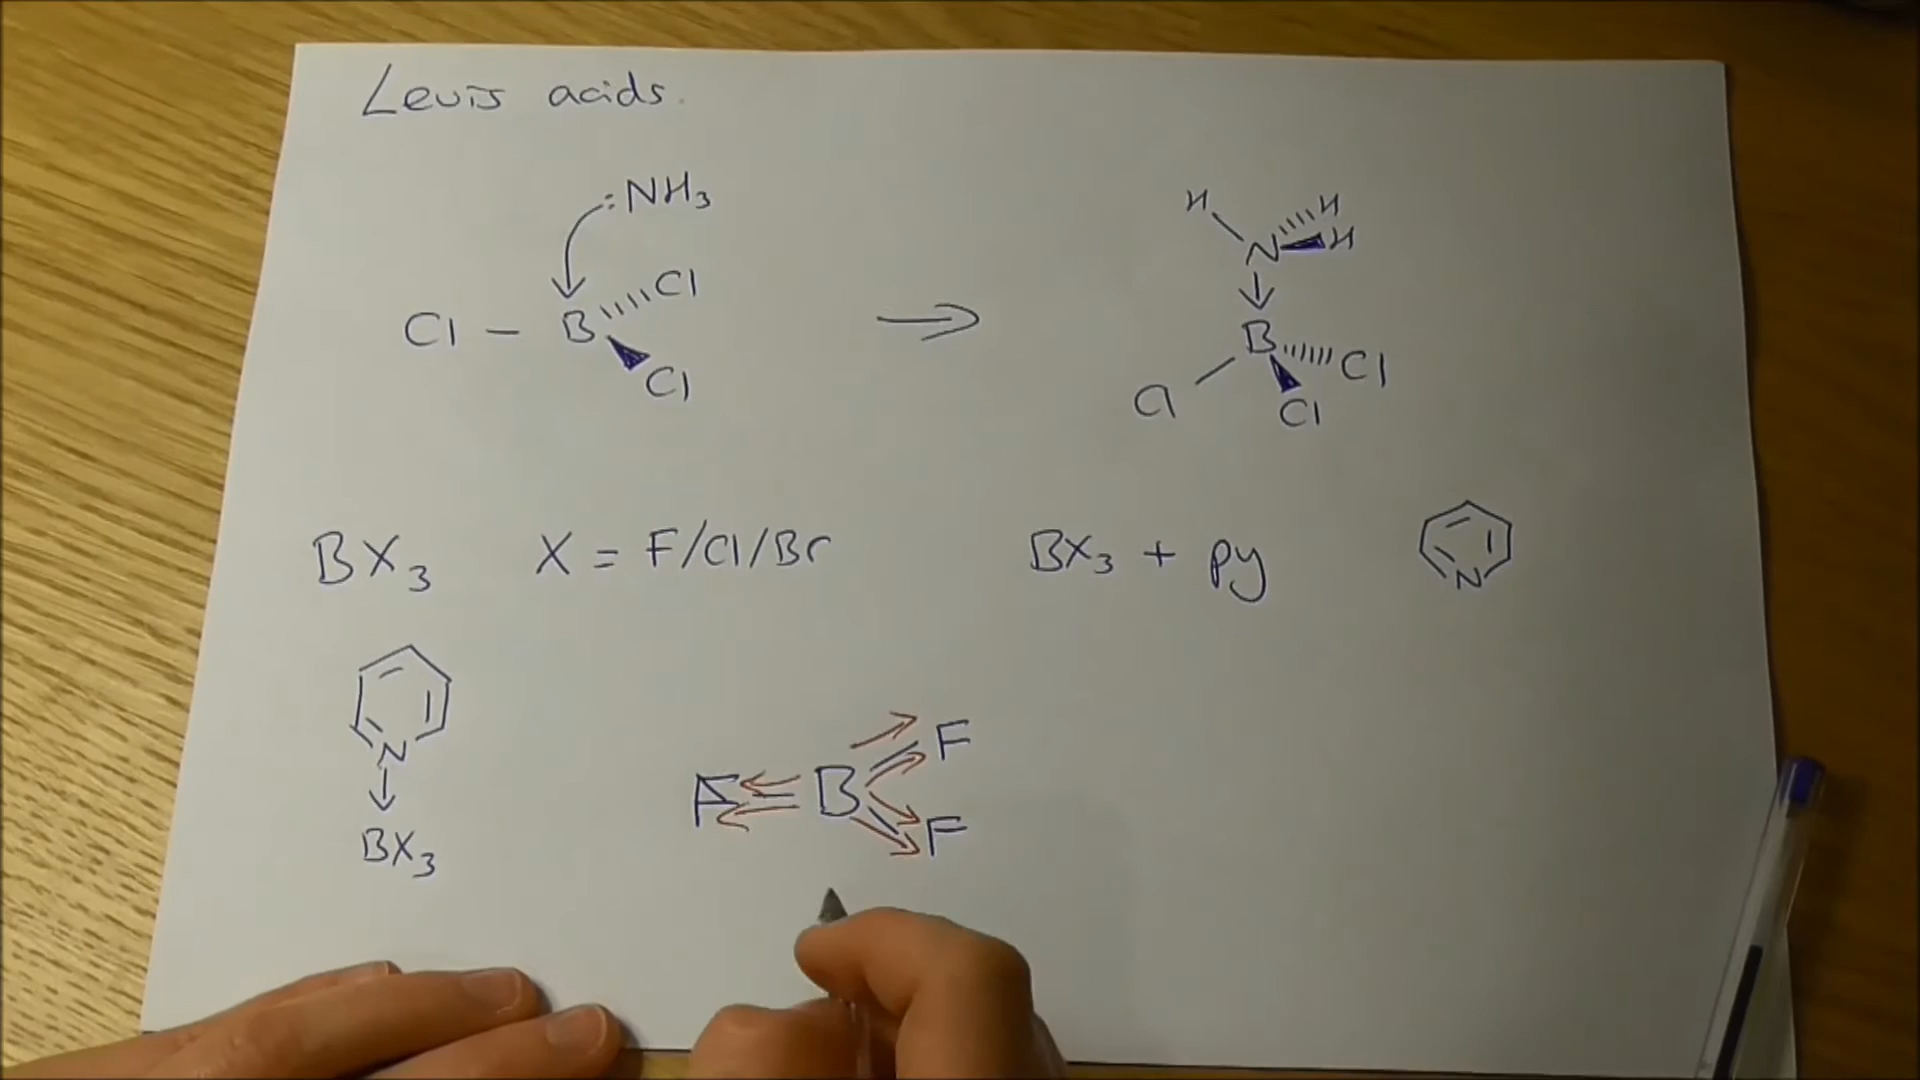 Lewis acids.
:NH3
Cl
B
Cl
Cl
H
H
N
H
B
Cl
Cl
Cl
BX3 X = F/Cl/Br BX3 + py
N
N
BX3
F
B
F
F